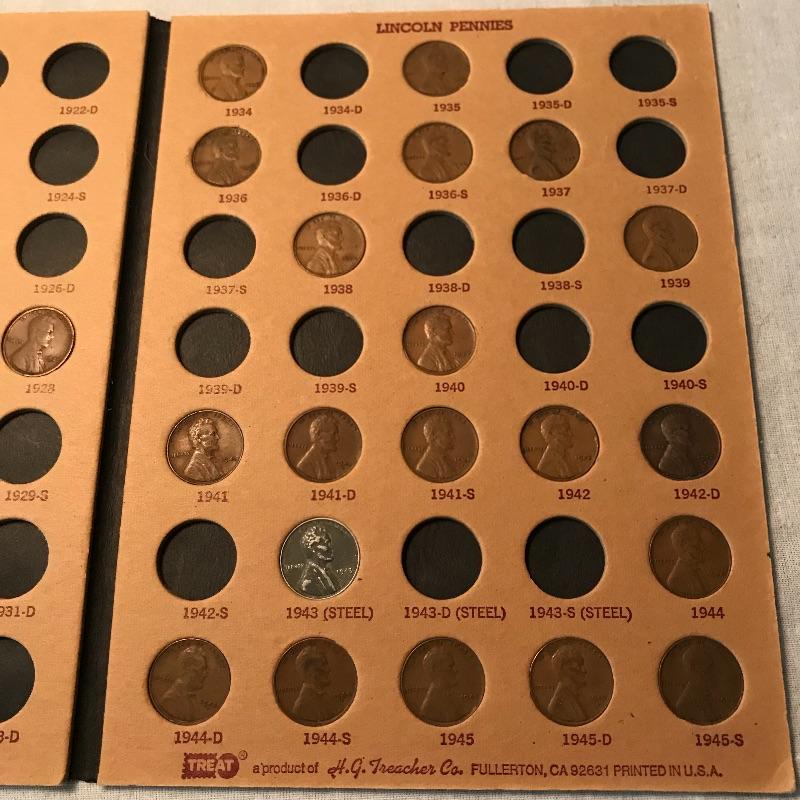 1922-D
1924-S
1926-D
1928
1929-S
931-D
3-D
LINCOLN PENNIES
1934 1934-D 1935 1935-D 1935-S
1936 1936-D 1936-S 1937 1937-D
1937-S 1938 1938-D 1938-S 1939
1939-D 1939-S 1940 1940-D 1940-S
1941 1941-D 1941-S 1942 1942-D
1942-S 1943 (STEEL) 1943-D (STEEL) 1943-S (STEEL) 1944
1944-D 1944-S 1945 1945-D 1945-S
TREAT ® a product of H.G. Treacher Co. FULLERTON, CA 92631 PRINTED IN U.S.A.